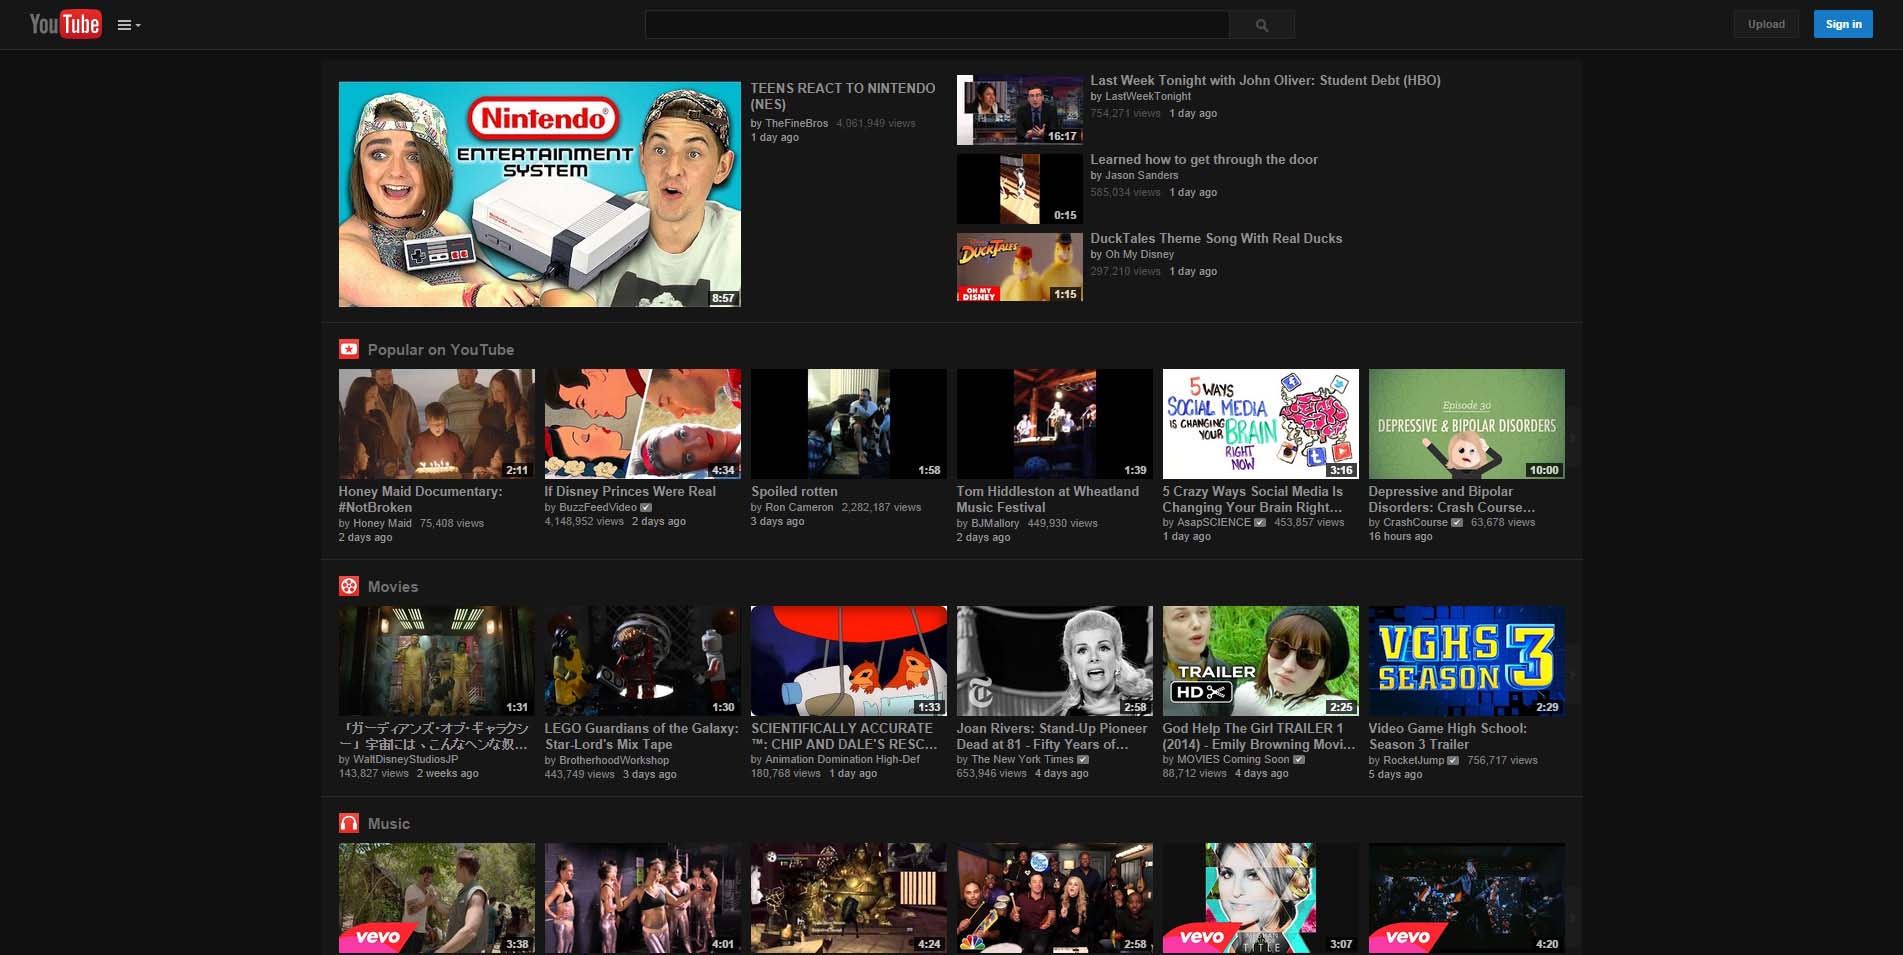 YouTube
Upload
Sign in
Nintendo®
ENTERTAINMENT
SYSTEM
8:57
TEENS REACT TO NINTENDO
(NES)
by TheFineBros 4,061,949 views
1 day ago
16:17
Last Week Tonight with John Oliver: Student Debt (HBO)
by LastWeekTonight
754,271 views 1 day ago
0:15
Learned how to get through the door
by Jason Sanders
585,034 views 1 day ago
DUCKTALES
OH MY
DISNEY
1:15
DuckTales Theme Song With Real Ducks
by Oh My Disney
297,210 views 1 day ago
Popular on YouTube
2:11
Honey Maid Documentary:
#NotBroken
by Honey Maid 75,408 views
2 days ago
4:34
If Disney Princes Were Real
by BuzzFeedVideo
4,148,952 views 2 days ago
1:58
Spoiled rotten
by Ron Cameron 2,282,187 views
3 days ago
1:39
Tom Hiddleston at Wheatland
Music Festival
by BJMallory 449,930 views
2 days ago
5 WAYS
SOCIAL MEDIA
IS CHANGING
YOUR BRAIN
RIGHT
NOW!
3:16
5 Crazy Ways Social Media Is
Changing Your Brain Right...
by AsapSCIENCE 453,857 views
1 day ago
Episode 30
DEPRESSIVE & BIPOLAR DISORDERS
10:00
Depressive and Bipolar
Disorders: Crash Course...
by CrashCourse 63,678 views
16 hours ago
Movies
1:31
「ガーディアンズ・オブ・ギャラクシ
ー」宇宙には、こんなヘンな奴...
by WaltDisneyStudiosJP
143,827 views 2 weeks ago
1:30
LEGO Guardians of the Galaxy:
Star-Lord's Mix Tape
by BrotherhoodWorkshop
443,749 views 3 days ago
1:33
SCIENTIFICALLY ACCURATE
™: CHIP AND DALE'S RESC...
by Animation Domination High-Def
180,768 views 1 day ago
2:58
Joan Rivers: Stand-Up Pioneer
Dead at 81 - Fifty Years of...
by The New York Times
653,946 views 4 days ago
TRAILER
HD
2:25
God Help The Girl TRAILER 1
(2014) - Emily Browning Movi...
by MOVIES Coming Soon
88,712 views 4 days ago
VGHS
SEASON 3
2:29
Video Game High School:
Season 3 Trailer
by RocketJump 756,717 views
5 days ago
Music
vevo
3:38
4:01
4:24
2:58
vevo
TITLE
3:07
vevo
4:20